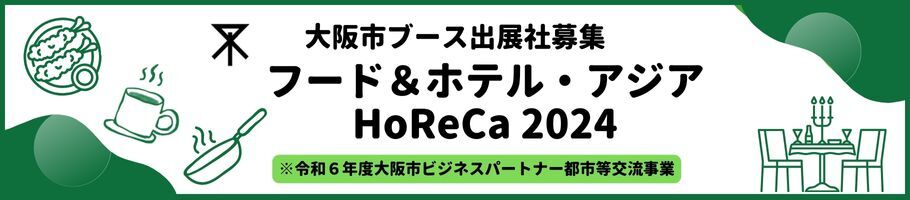 大阪市ブース出展社募集
フード＆ホテル・アジア
HoReCa 2024
※令和６年度大阪市ビジネスパートナー都市等交流事業